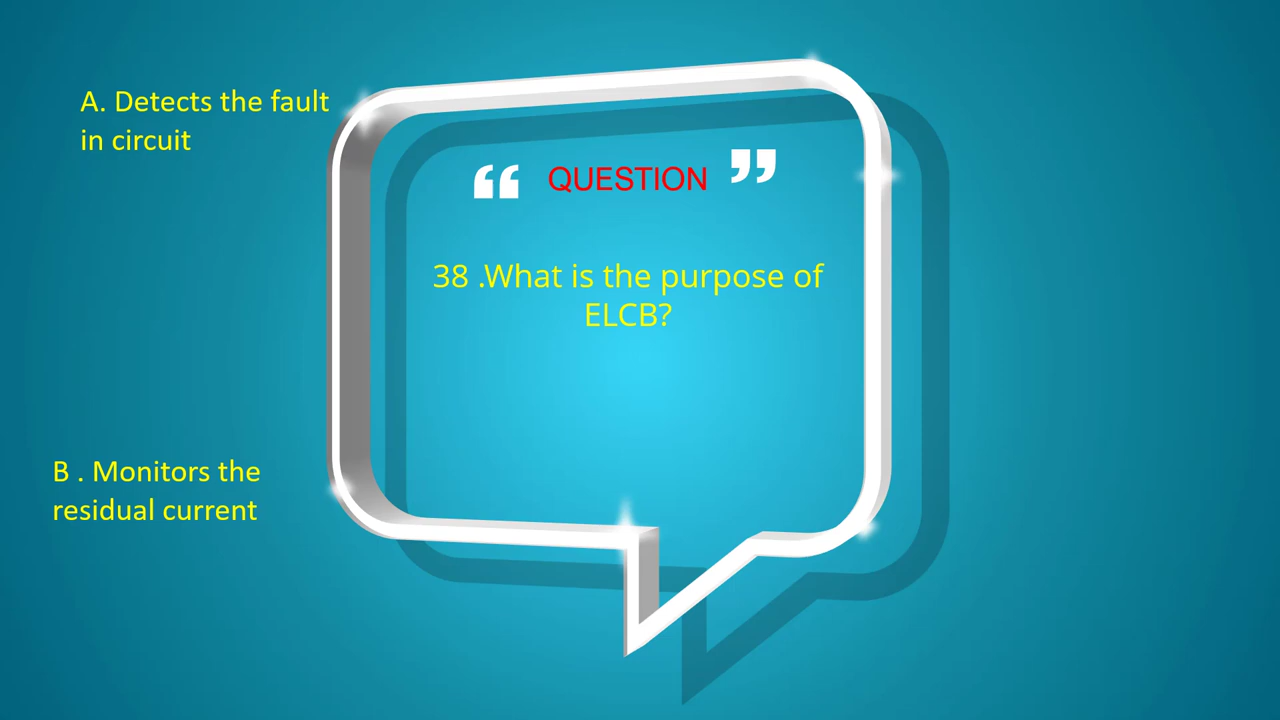 A. Detects the fault
in circuit
“ QUESTION ”
38 .What is the purpose of
ELCB?
B . Monitors the
residual current